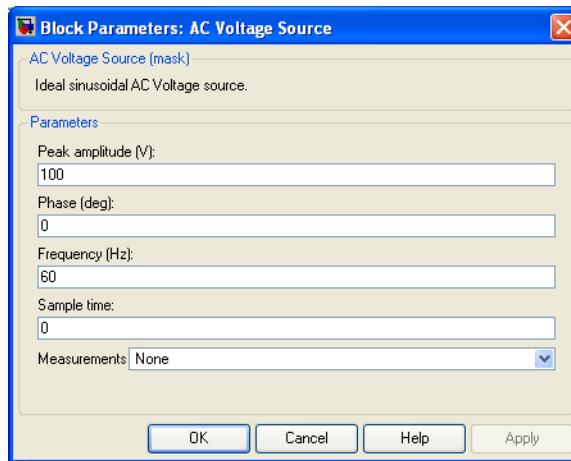 Block Parameters: AC Voltage Source
AC Voltage Source (mask)
Ideal sinusoidal AC Voltage source.
Parameters
Peak amplitude (V):
100
Phase (deg):
0
Frequency (Hz):
60
Sample time:
0
Measurements None
OK Cancel Help Apply